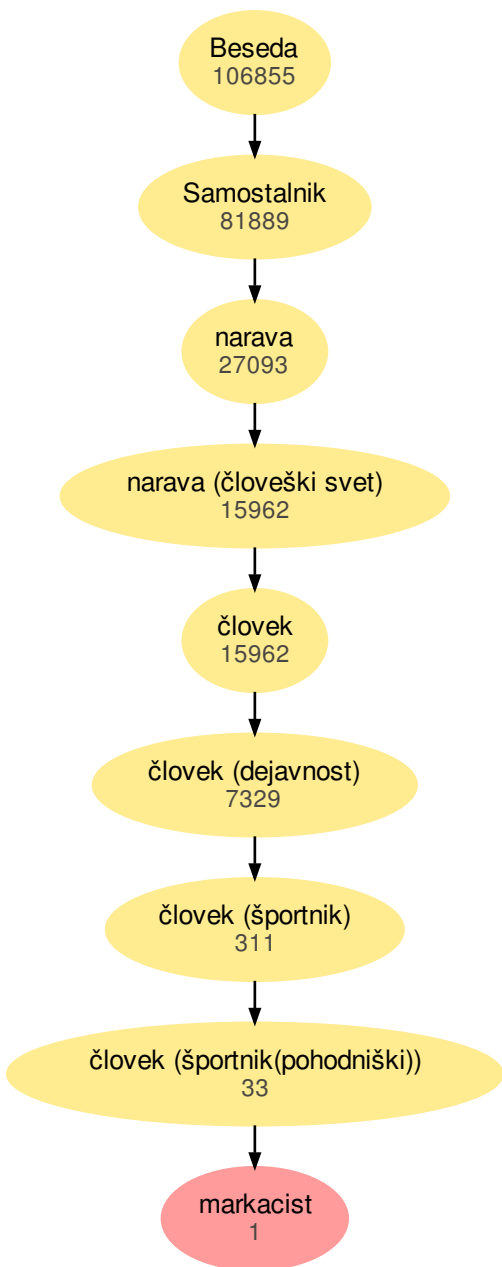 Beseda
106855
Samostalnik
81889
narava
27093
narava (človeški svet)
15962
človek
15962
človek (dejavnost)
7329
človek (športnik)
311
človek (športnik(pohodniški))
33
markacist
1